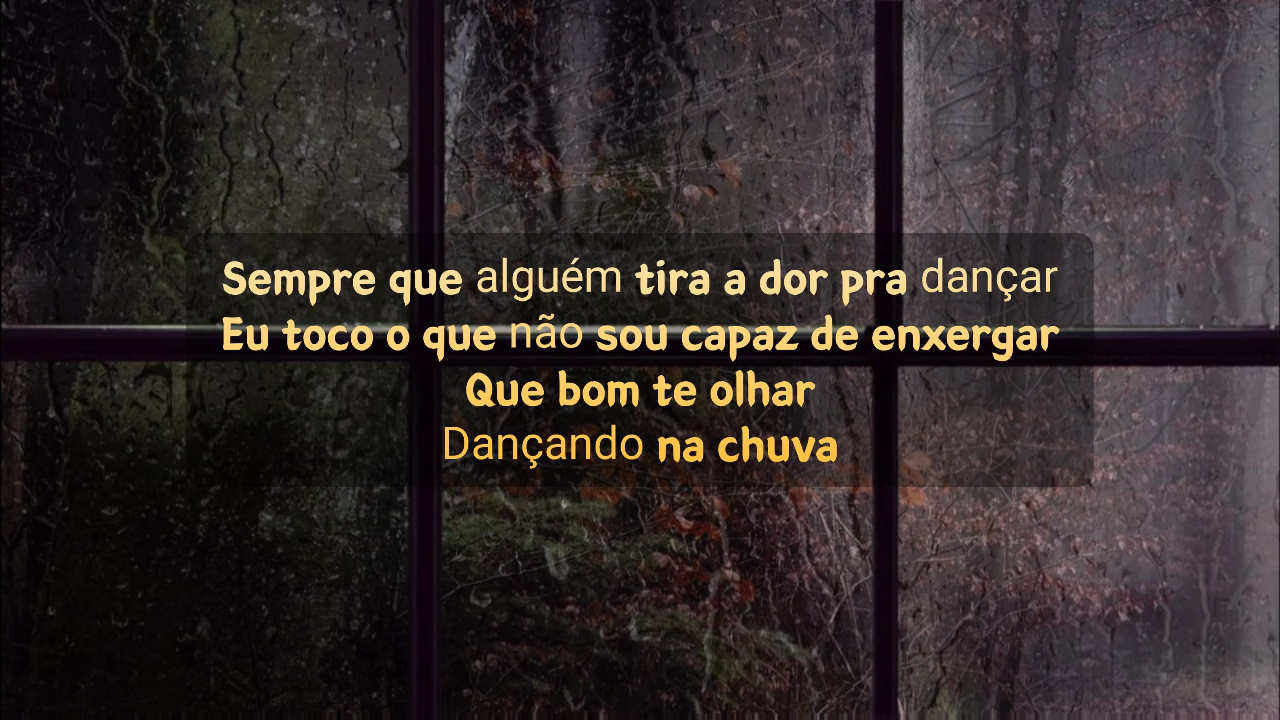 Sempre que alguém tira a dor pra dançar
Eu toco o que não sou capaz de enxergar
Que bom te olhar
Dançando na chuva